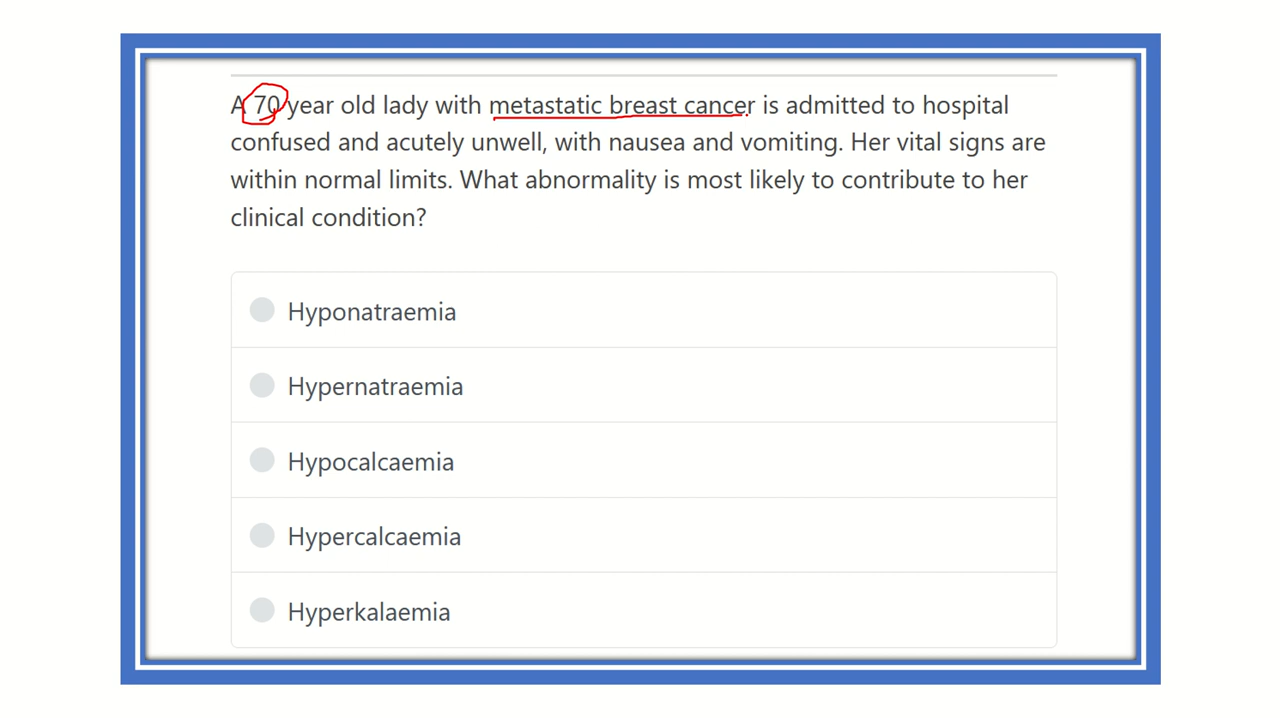 A 70 year old lady with metastatic breast cancer is admitted to hospital
confused and acutely unwell, with nausea and vomiting. Her vital signs are
within normal limits. What abnormality is most likely to contribute to her
clinical condition?
Hyponatraemia
Hypernatraemia
Hypocalcaemia
Hypercalcaemia
Hyperkalaemia